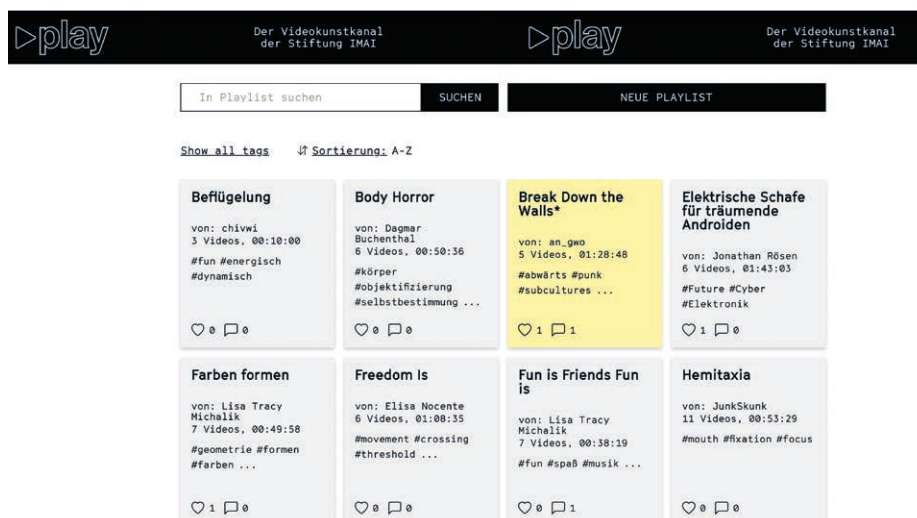 play
Der Videokunstkanal
der Stiftung IMAI
play
Der Videokunstkanal
der Stiftung IMAI
In Playlist suchen
SUCHEN
NEUE PLAYLIST
Show all tags
Sortierung: A-Z
Beflügelung
von: chivwi
3 Videos, 00:10:00
#fun #energisch
#dynamisch
0 0
Body Horror
von: Dagmar
Buchenthal
6 Videos, 00:50:36
#körper
#objektifizierung
#selbstbestimmung ...
0 0
Break Down the
Walls*
von: an_gwo
5 Videos, 01:28:48
#abwärts #punk
#subcultures ...
1 1
Elektrische Schafe
für träumende
Androiden
von: Jonathan Rösen
6 Videos, 01:43:03
#Future #Cyber
#Elektronik
1 0
Farben formen
von: Lisa Tracy
Michalik
7 Videos, 00:49:58
#geometrie #formen
#farben ...
1 0
Freedom Is
von: Elisa Nocente
6 Videos, 01:08:35
#movement #crossing
#threshold ...
0 0
Fun is Friends Fun
is
von: Lisa Tracy
Michalik
7 Videos, 00:38:19
#fun #spaß #musik ...
0 1
Hemitaxia
von: JunkSkunk
11 Videos, 00:53:29
#mouth #fixation #focus
0 0